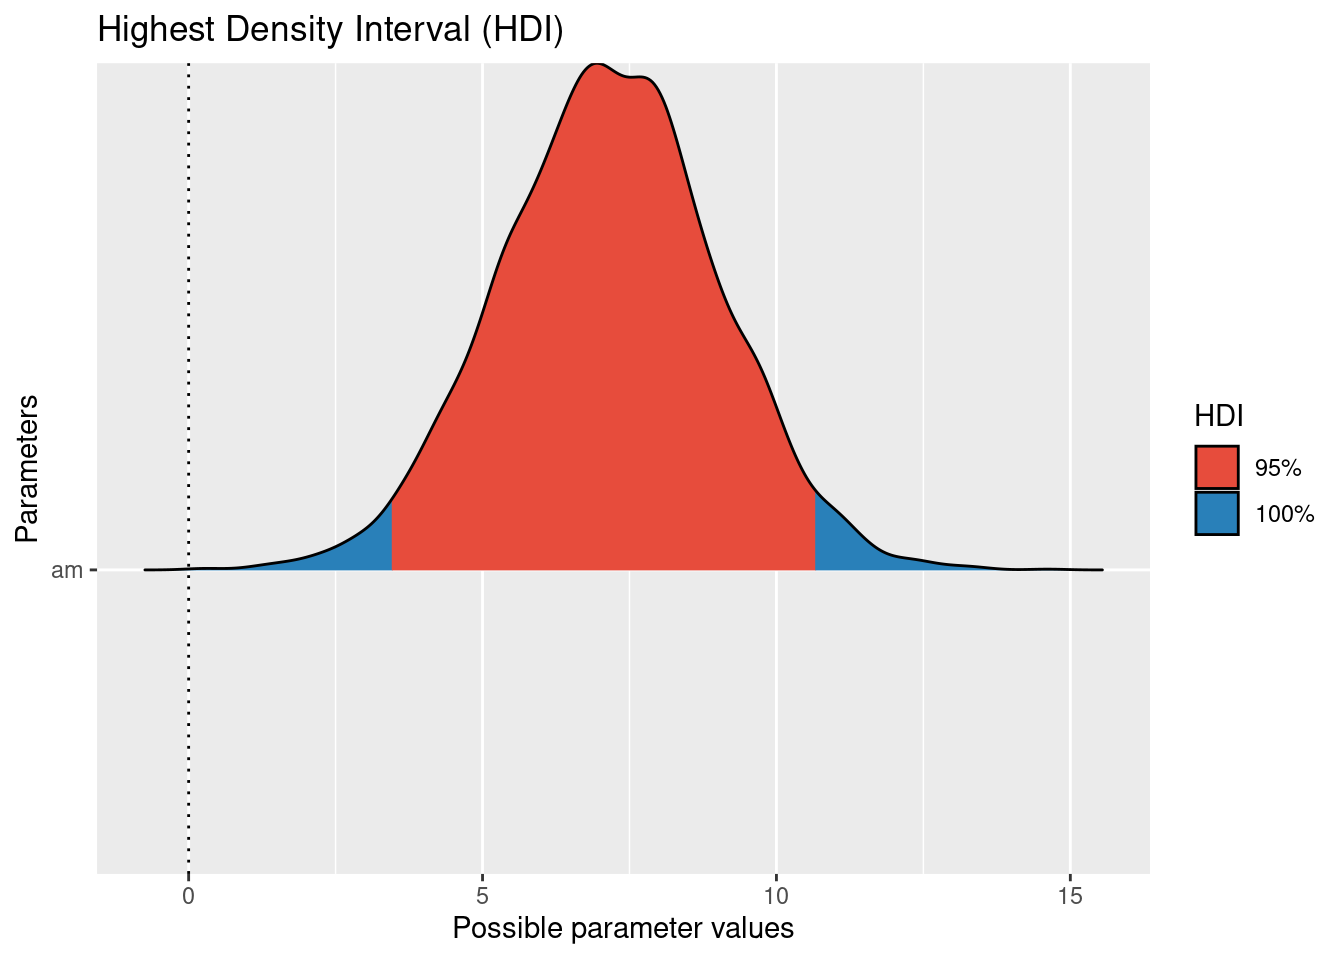 Highest Density Interval (HDI)
Parameters
am
0 5 10 15
Possible parameter values
HDI
95%
100%